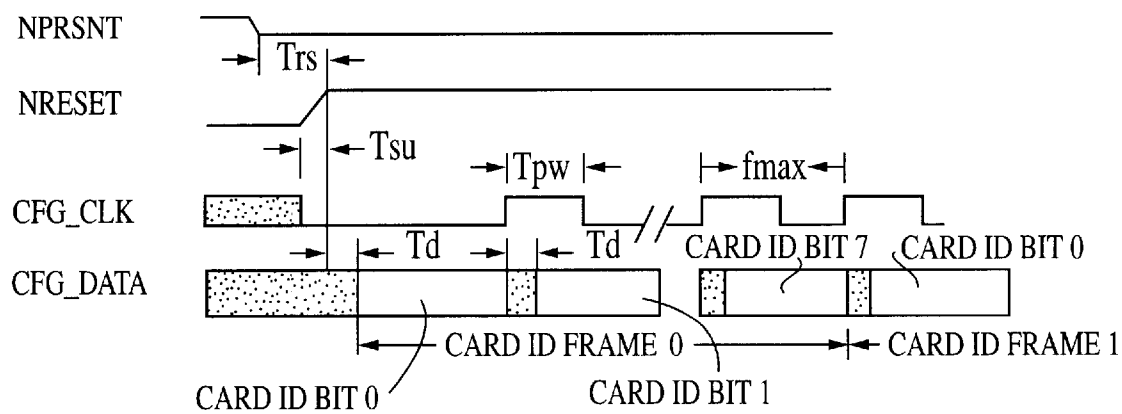 NPRSNT
Trs
NRESET
Tsu
Tpw
fmax
CFG_CLK
CARD ID BIT 7
CARD ID BIT 0
Td
Td
CFG_DATA
CARD ID FRAME 0
CARD ID FRAME 1
CARD ID BIT 0
CARD ID BIT 1